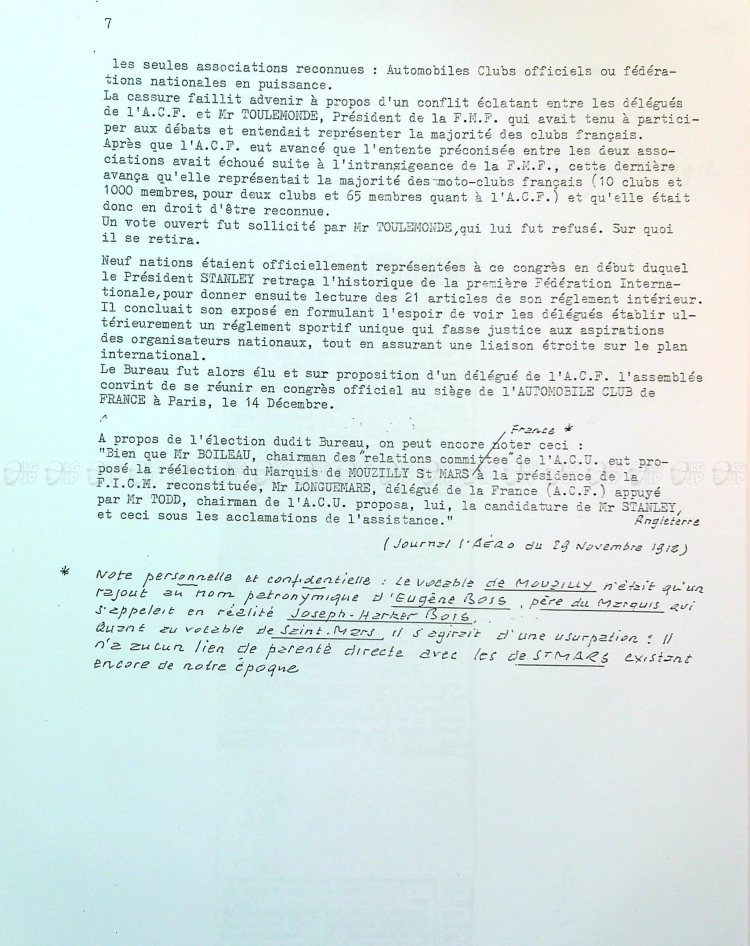 7
les seules associations reconnues : Automobiles Clubs officiels ou fédéra-
tions nationales en puissance.
La cassure faillit advenir à propos d'un conflit éclatant entre les délégués
de l'A.C.F. et Mr TOULEMONDE, Président de la F.M.F. qui avait tenu à partici-
per aux débats et entendait représenter la majorité des clubs français.
Après que l'A.C.F. eut avancé que l'entente préconisée entre les deux asso-
ciations avait échoué suite à l'intransigeance de la F.M.F., cette dernière
avança qu'elle représentait la majorité des moto-clubs français (10 clubs et
1000 membres, pour deux clubs et 65 membres quant à l'A.C.F.) et qu'elle était
donc en droit d'être reconnue.
Un vote ouvert fut sollicité par Mr TOULEMONDE, qui lui fut refusé. Sur quoi
il se retira.
Neuf nations étaient officiellement représentées à ce congrès en début duquel
le Président STANLEY retraça l'historique de la première Fédération Interna-
tionale, pour donner ensuite lecture des 21 articles de son réglement intérieur.
Il concluait son exposé en formulant l'espoir de voir les délégués établir ul-
térieurement un réglement sportif unique qui fasse justice aux aspirations
des organisateurs nationaux, tout en assurant une liaison étroite sur le plan
international.
Le Bureau fut alors élu et sur proposition d'un délégué de l'A.C.F. l'assemblée
convint de se réunir en congrès officiel au siège de l'AUTOMOBILE CLUB de
FRANCE à Paris, le 14 Décembre.
France *
A propos de l'élection dudit Bureau, on peut encore noter ceci :
"Bien que Mr BOILEAU, chairman des "relations committee" de l'A.C.U. eut pro-
posé la réélection du Marquis de MOUZILLY St MARS à la présidence de la
F.I.C.M. reconstituée, Mr LONGUEMARE, délégué de la France (A.C.F.) appuyé
par Mr TODD, chairman de l'A.C.U. proposa, lui, la candidature de Mr STANLEY,
et ceci sous les acclamations de l'assistance."
Angleterre
(Journal l'AÉRO du 29 Novembre 1912)
* Note personnelle et confidentielle : Le vocable de MOUZILLY n'était qu'un
rajout au nom patronymique d'Eugène BOIS, père du Marquis qui
s'appelait en réalité Joseph-Harker BOIS.
Quant au vocable de Saint-Mars, il s'agirait d'une usurpation : Il
n'a aucun lien de parenté directe avec les de St MARS existant
encore de notre époque